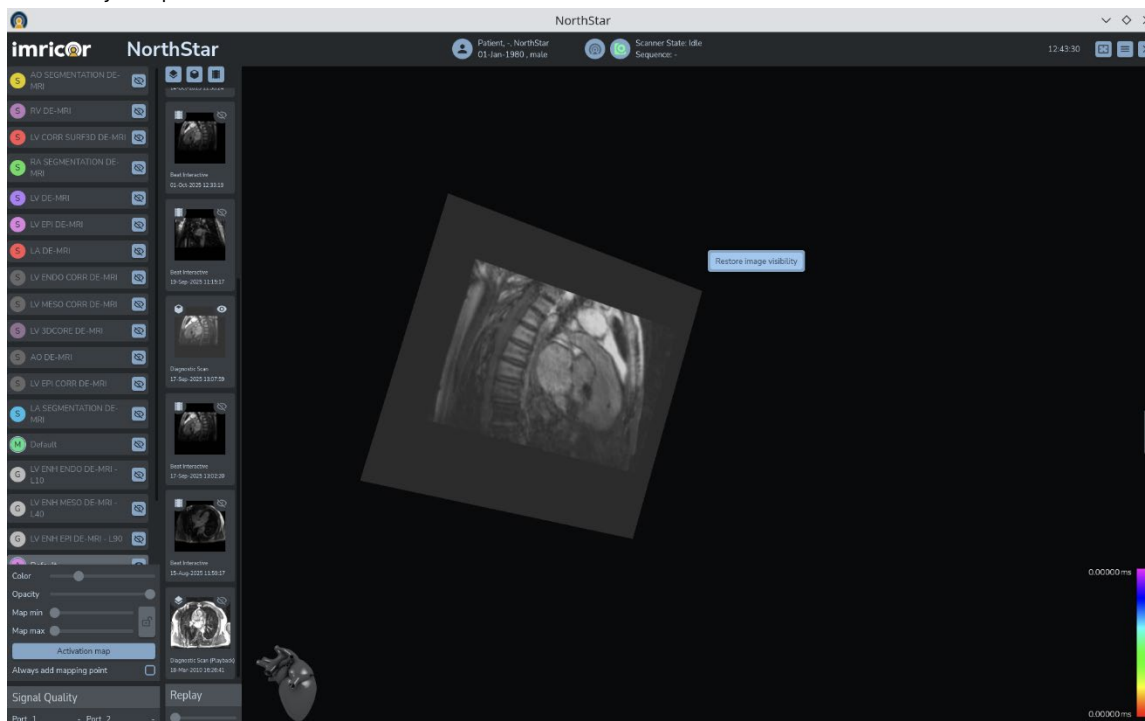 NorthStar
imricor NorthStar
Patient, -, NorthStar
01-Jan-1980 , male
Scanner State: Idle
Sequence: -
12:43:30
AO SEGMENTATION DE-
MRI
RV DE-MRI
LV CORR SURF3D DE-MRI
RA SEGMENTATION DE-
MRI
LV DE-MRI
LV EPI DE-MRI
LA DE-MRI
LV ENDO CORR DE-MRI
LV MESO CORR DE-MRI
LV 3DCORE DE-MRI
AO DE-MRI
LV EPI CORR DE-MRI
LA SEGMENTATION DE-
MRI
Default
LV ENH ENDO DE-MRI -
L10
LV ENH MESO DE-MRI -
L40
LV ENH EPI DE-MRI - L90
Default
Color
Opacity
Map min
Map max
Activation map
Always add mapping point
Signal Quality
Port 1 - Port 2 -
Beat Interactive
01-Oct-2025 12:33:13
Beat Interactive
19-Sep-2025 11:15:17
Diagnostic Scan
17-Sep-2025 13:07:59
Beat Interactive
17-Sep-2025 13:02:39
Beat Interactive
15-Aug-2025 13:59:17
Diagnostic Scan (Playback)
18-Mar-2010 16:26:41
Replay
Restore image visibility
0.00000 ms
0.00000 ms